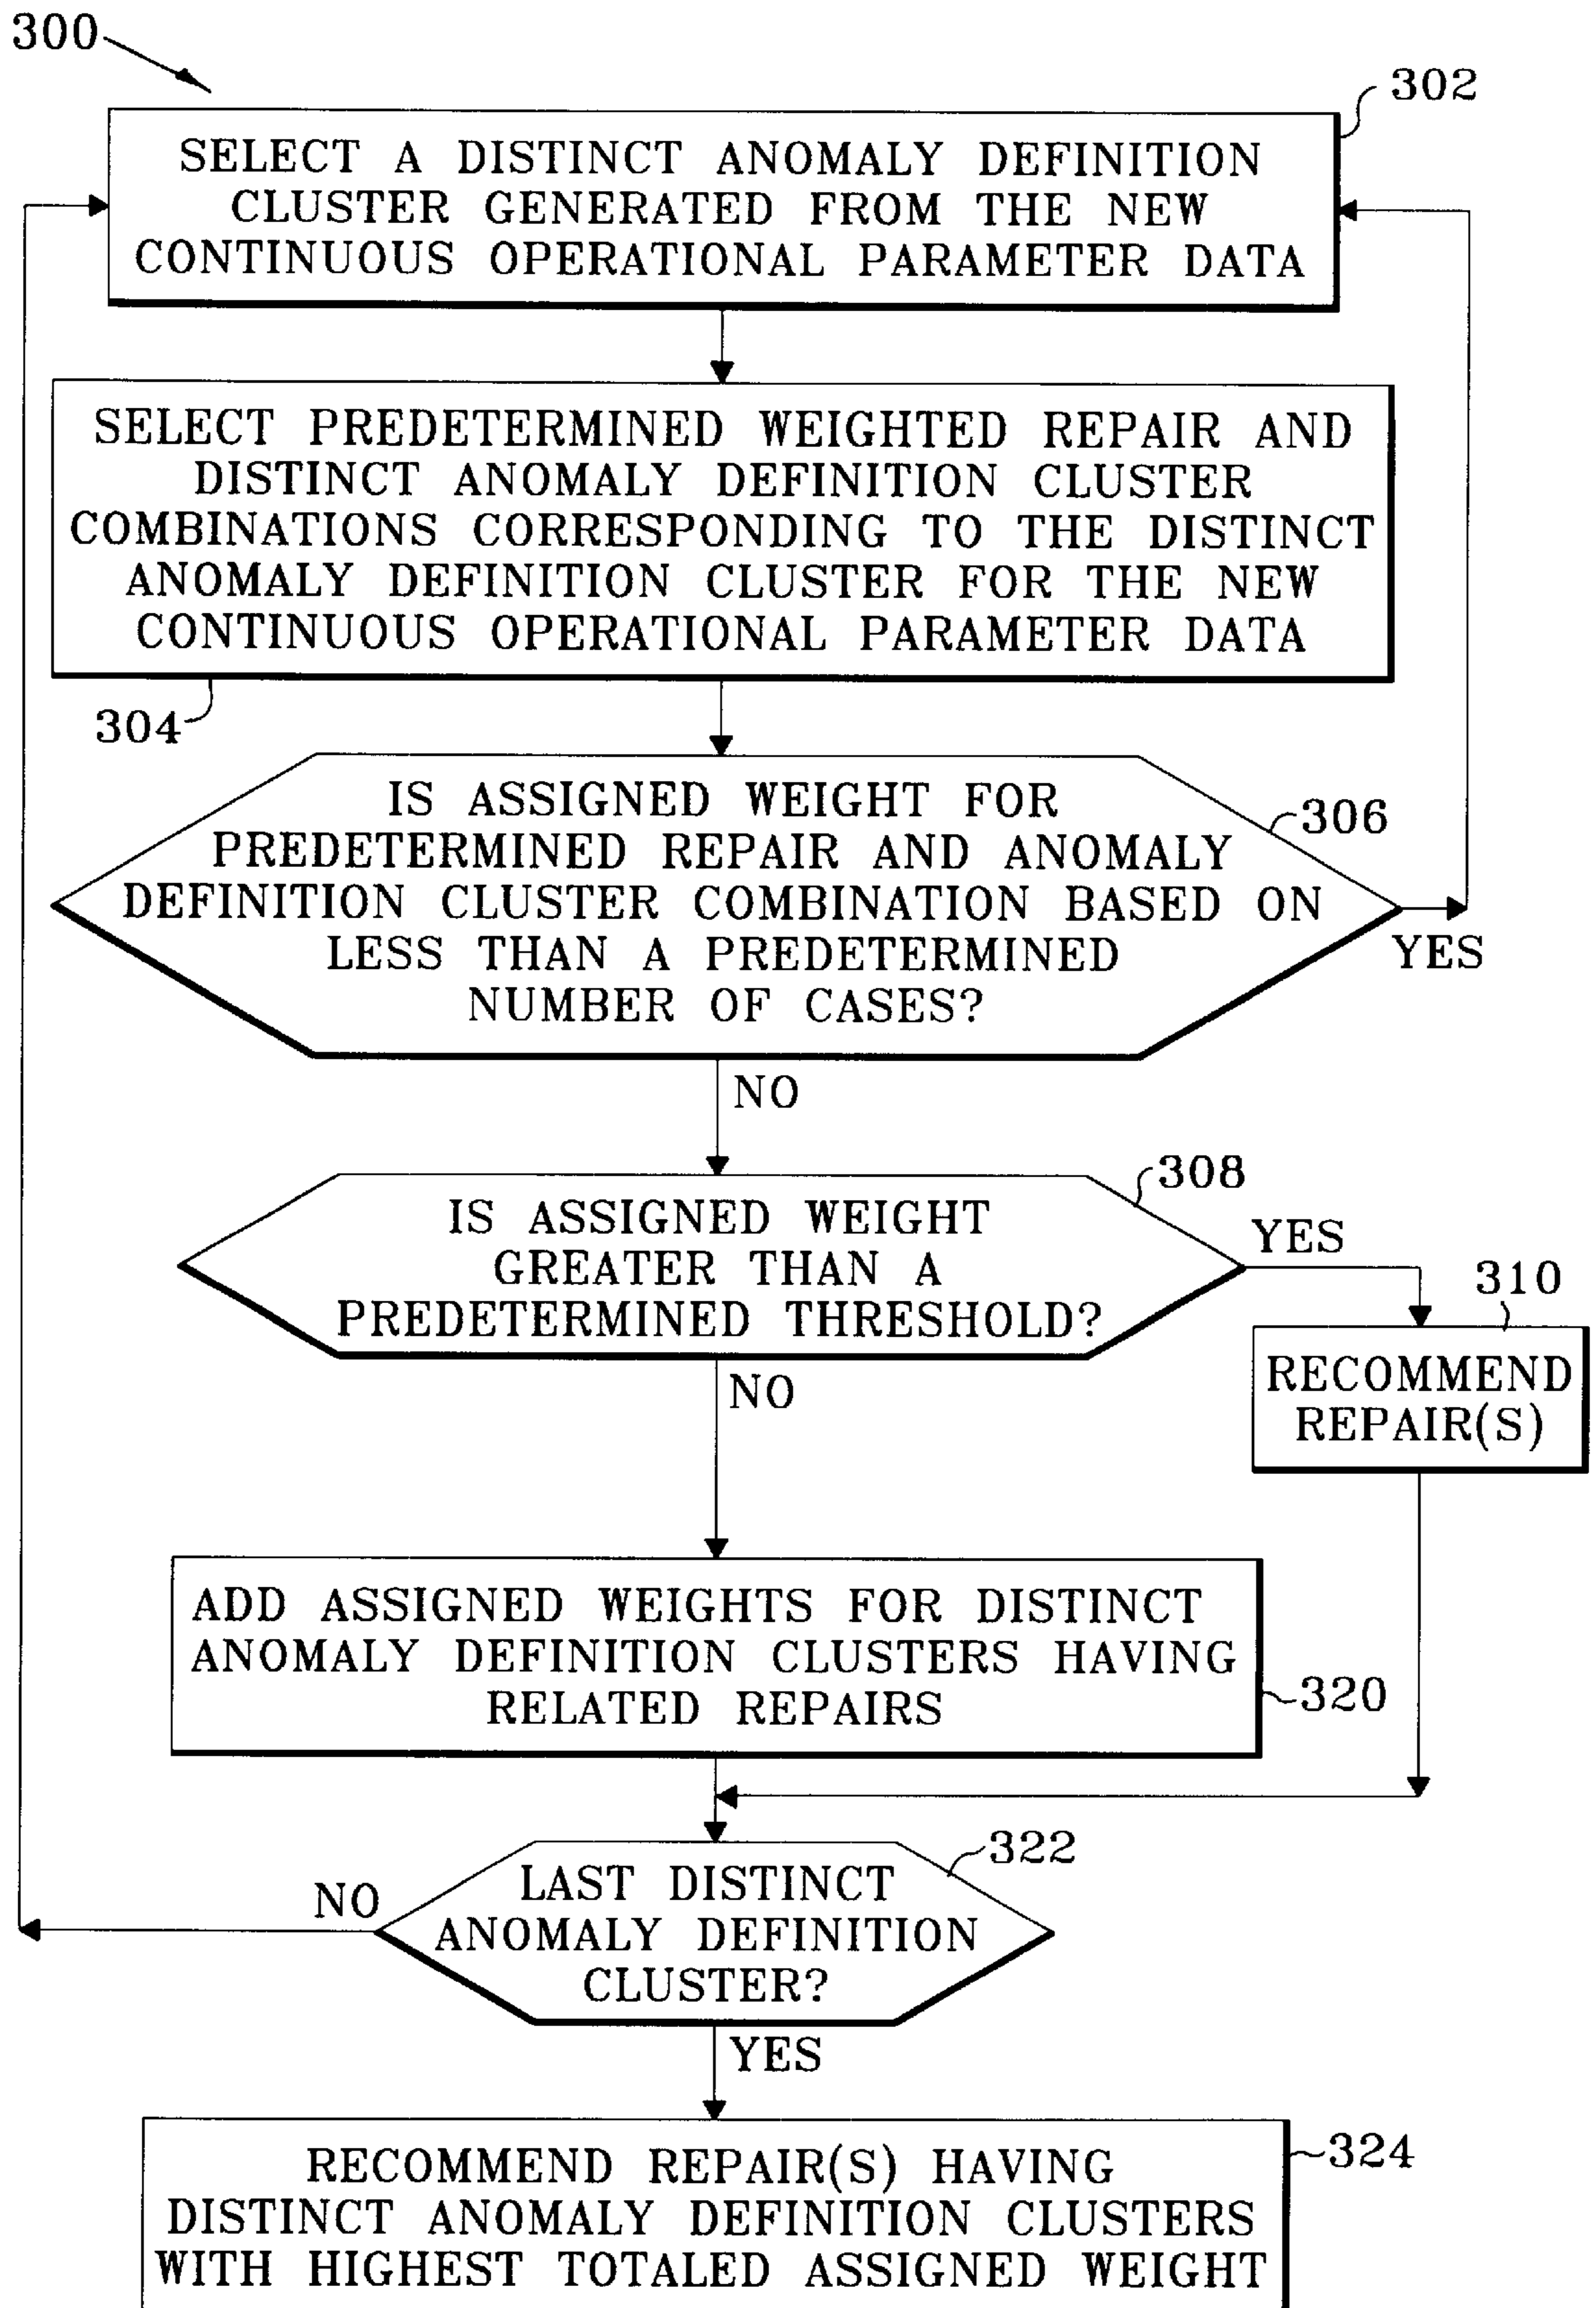 300
302
SELECT A DISTINCT ANOMALY DEFINITION
CLUSTER GENERATED FROM THE NEW
CONTINUOUS OPERATIONAL PARAMETER DATA
SELECT PREDETERMINED WEIGHTED REPAIR AND
DISTINCT ANOMALY DEFINITION CLUSTER
COMBINATIONS CORRESPONDING TO THE DISTINCT
ANOMALY DEFINITION CLUSTER FOR THE NEW
CONTINUOUS OPERATIONAL PARAMETER DATA
304
IS ASSIGNED WEIGHT FOR
PREDETERMINED REPAIR AND ANOMALY
DEFINITION CLUSTER COMBINATION BASED ON
LESS THAN A PREDETERMINED
NUMBER OF CASES?
306
YES
NO
308
IS ASSIGNED WEIGHT
GREATER THAN A
PREDETERMINED THRESHOLD?
YES
310
RECOMMEND
REPAIR(S)
NO
ADD ASSIGNED WEIGHTS FOR DISTINCT
ANOMALY DEFINITION CLUSTERS HAVING
RELATED REPAIRS
320
322
LAST DISTINCT
ANOMALY DEFINITION
CLUSTER?
NO
YES
RECOMMEND REPAIR(S) HAVING
DISTINCT ANOMALY DEFINITION CLUSTERS
WITH HIGHEST TOTALED ASSIGNED WEIGHT
324